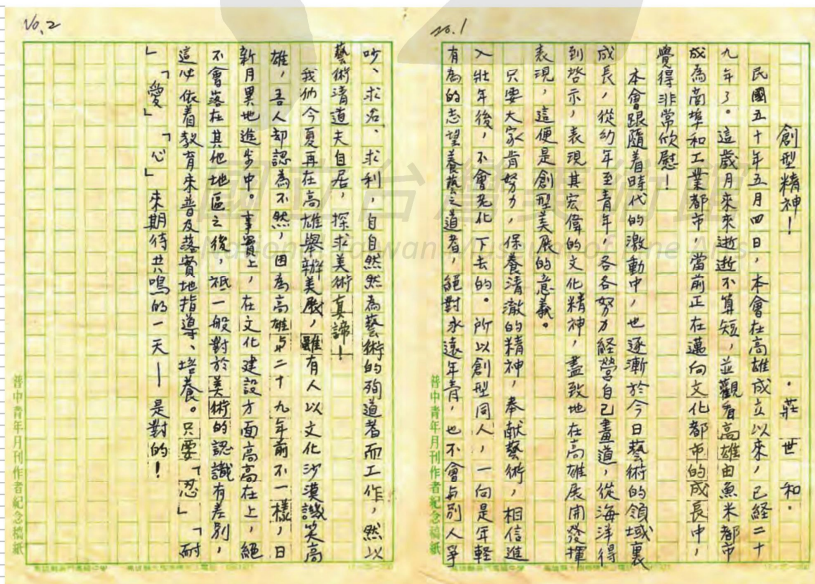 No.1
創型精神！
．莊世和．
民國五十年五月四日，本會在高雄成立以來，已經二十
九年了。這歲月來來逝逝不算短，並觀看高雄由魚米都市
成為商埠和工業都市，當前正在邁向文化都市的成長中，
覺得非常欣慰！
本會跟隨着時代的激動中，也逐漸於今日藝術的領域裏
成長，從幼年至青年，各各努力經營自己畫道，從海洋得
到啓示，表現其宏偉的文化精神，盡致地在高雄展開發揮
表現，這便是創型美展的意義。
只要大家肯努力，保養清澈的精神，奉獻藝術，相信進
入壯年後，不會老化下去的。所以創型同人，一向是年輕
有為的志望養藝之道者，絕對永遠年青，也不會與別人爭
普中青年月刊作者紀念稿紙
No.2
吵、求名、求利，自自然然為藝術的殉道者而工作，然以
藝術清道夫自居，探求美術真諦！
我們今夏再在高雄舉辦美展，雖有人以文化沙漠譏笑高
雄，吾人却認為不然，因為高雄與二十九年前不一樣，日
新月異地進步中。事實上，在文化建設方面高高在上，絕
不會落在其他地區之後，祇一般對於美術的認識有差別，
這必依着教育來普及落實地指導、培養。只要「忍」「耐
」「愛」「心」來期待共鳴的一天——是對的！
普中青年月刊作者紀念稿紙
國立台灣美術館
National Taiwan Museum of Fine Arts